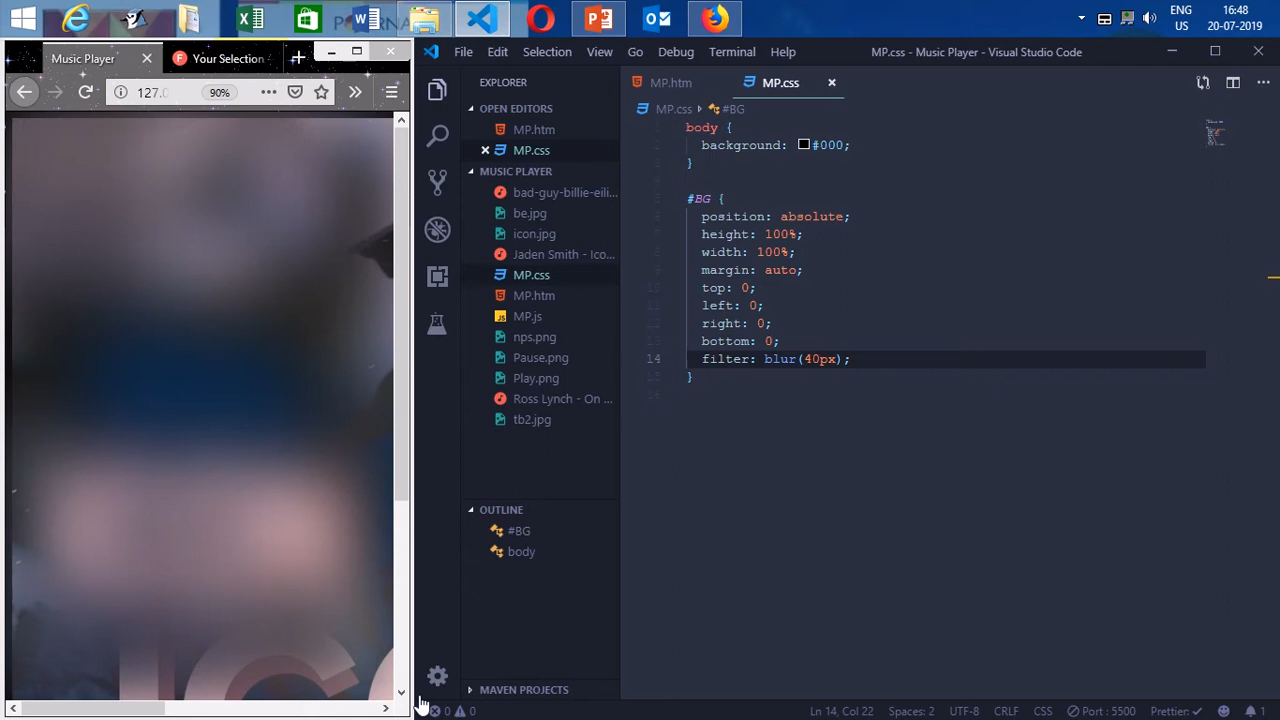 ENG
16:48
US
20-07-2019
Music Player
Your Selection
127.0
90%
File Edit Selection View Go Debug Terminal Help
MP.css - Music Player - Visual Studio Code
EXPLORER
OPEN EDITORS
MP.htm
MP.css
MUSIC PLAYER
bad-guy-billie-eili...
be.jpg
icon.jpg
Jaden Smith - Ico...
MP.css
MP.htm
MP.js
nps.png
Pause.png
Play.png
Ross Lynch - On ...
tb2.jpg
OUTLINE
#BG
body
MAVEN PROJECTS
MP.htm
MP.css
MP.css > #BG
body {
background: #000;
}
#BG {
position: absolute;
height: 100%;
width: 100%;
margin: auto;
top: 0;
left: 0;
right: 0;
bottom: 0;
14 filter: blur(40px);
}
0 0
Ln 14, Col 22 Spaces: 2 UTF-8 CRLF CSS Port : 5500 Prettier: ✓ 1